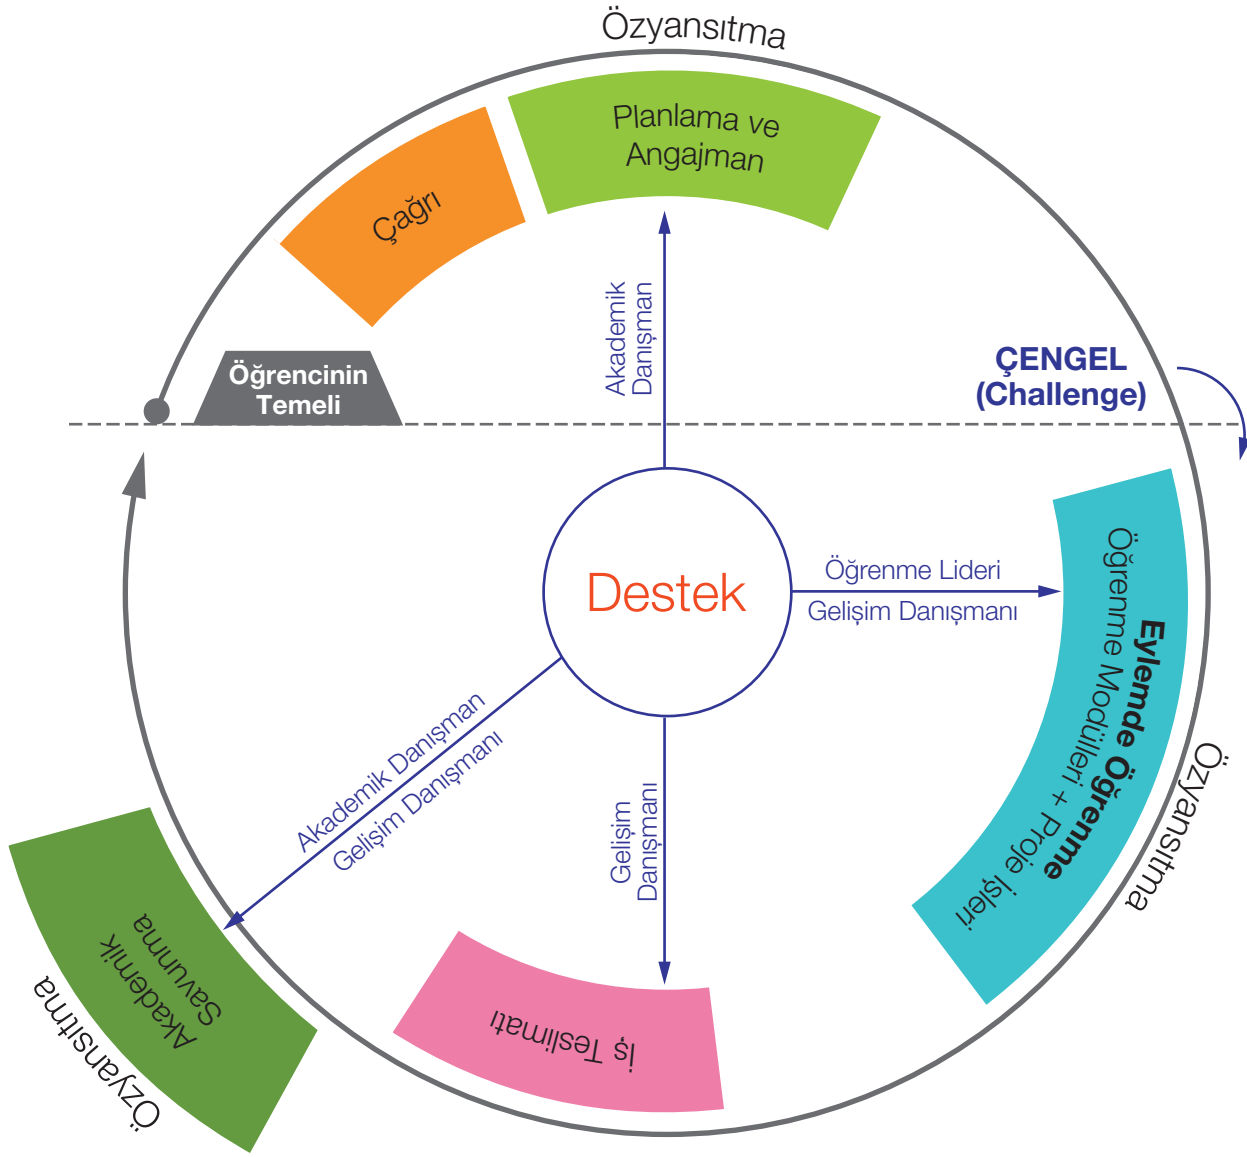 Özyansıtma
Planlama ve
Angajman
Çağrı
Öğrencinin
Temeli
Akademik
Danışman
ÇENGEL
(Challenge)
Destek
Öğrenme Lideri
Gelişim Danışmanı
Eylemde Öğrenme
Öğrenme Modülleri + Proje İşleri
Özyansıtma
Gelişim
Danışmanı
İş Teslimatı
Akademik Danışman
Gelişim Danışmanı
Akademik
Savunma
Özyansıtma